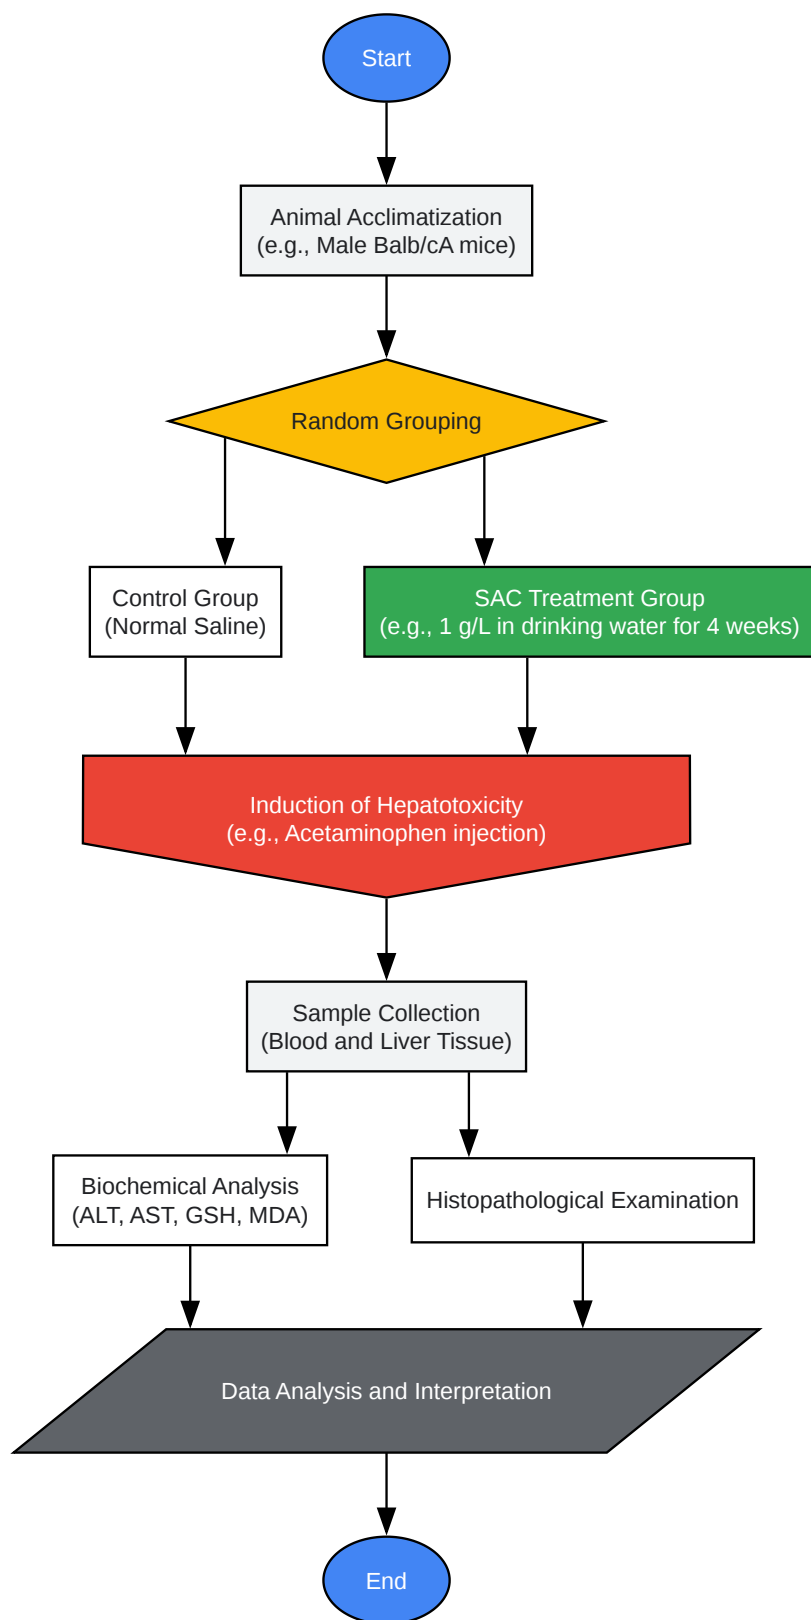 Start
Animal Acclimatization
(e.g., Male Balb/cA mice)
Random Grouping
Control Group
(Normal Saline)
SAC Treatment Group
(e.g., 1 g/L in drinking water for 4 weeks)
Induction of Hepatotoxicity
(e.g., Acetaminophen injection)
Sample Collection
(Blood and Liver Tissue)
Biochemical Analysis
(ALT, AST, GSH, MDA)
Histopathological Examination
Data Analysis and Interpretation
End